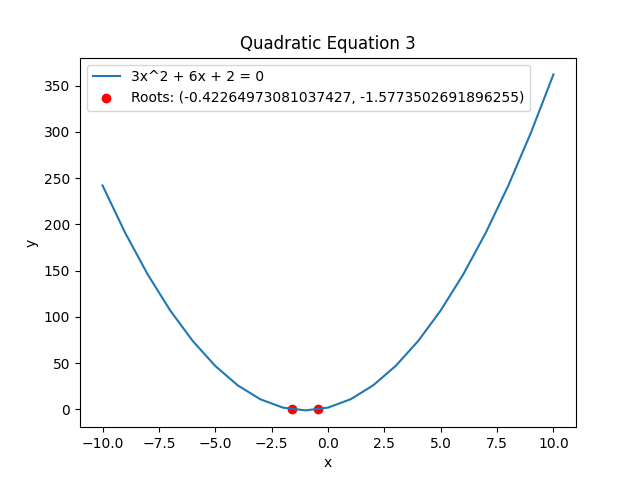 Quadratic Equation 3
3x^2 + 6x + 2 = 0
Roots: (-0.42264973081037427, -1.5773502691896255)
350
300
250
200
150
100
50
0
y
−10.0 −7.5 −5.0 −2.5 0.0 2.5 5.0 7.5 10.0
x